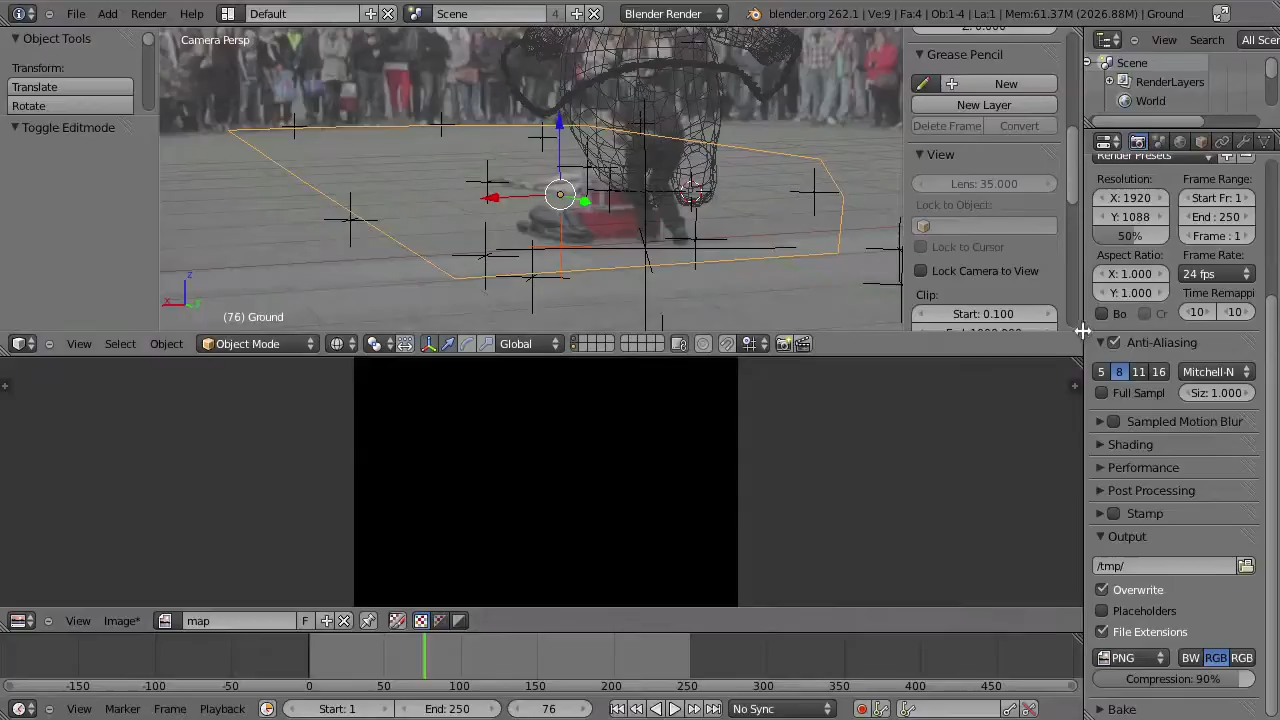 File Add Render Help Default Scene 4 Blender Render blender.org 262.1 | Ve:9 | Fa:4 | Ob:1-4 | La:1 | Mem:61.37M (2026.88M) | Ground
Object Tools
Transform:
Translate
Rotate
Toggle Editmode
Camera Persp
(76) Ground
z
x
Grease Pencil
New
New Layer
Delete Frame Convert
View
Lens: 35.000
Lock to Object:
Lock to Cursor
Lock Camera to View
Clip:
Start: 0.100
View Select Object Object Mode Global
View Image* map F
-150 -100 -50 0 50 100 150 200 250 300 350 400 450
View Marker Frame Playback Start: 1 End: 250 76 No Sync
View Search All Scen
Scene
RenderLayers
World
Render Presets
Resolution: Frame Range:
X: 1920 Start Fr: 1
Y: 1088 End : 250
50% Frame : 1
Aspect Ratio: Frame Rate:
X: 1.000 24 fps
Y: 1.000 Time Remappi
Bo Cr 10 10
Anti-Aliasing
5 8 11 16 Mitchell-N
Full Sampl Siz: 1.000
Sampled Motion Blur
Shading
Performance
Post Processing
Stamp
Output
/tmp/
Overwrite
Placeholders
File Extensions
PNG BW RGB RGB
Compression: 90%
Bake